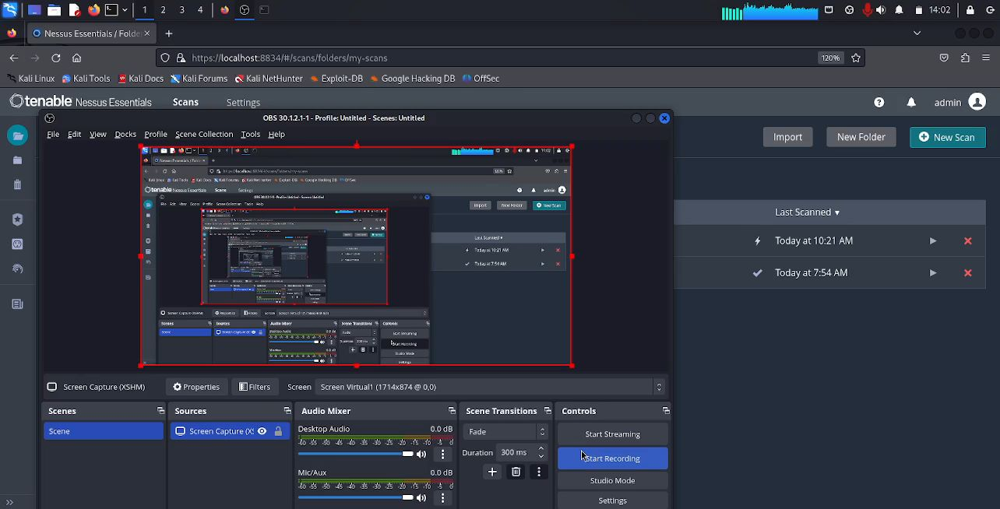 1 2 3 4 14:02
Nessus Essentials / Folde
https://localhost:8834/#/scans/folders/my-scans 120%
Kali Linux Kali Tools Kali Docs Kali Forums Kali NetHunter Exploit-DB Google Hacking DB OffSec
tenable Nessus Essentials Scans Settings admin
OBS 30.1.2.1-1 - Profile: Untitled - Scenes: Untitled
File Edit View Docks Profile Scene Collection Tools Help
Import New Folder New Scan
Last Scanned
Today at 10:21 AM
Today at 7:54 AM
Screen Capture (XSHM) Properties Filters Screen Screen Virtual1 (1714x874 @ 0,0)
Scenes Sources Audio Mixer Scene Transitions Controls
Scene Screen Capture (XS Desktop Audio 0.0 dB Fade Start Streaming
-60 -55 -50 -45 -40 -35 -30 -25 -20 -15 -10 -5 0
Duration 300 ms Start Recording
Mic/Aux 0.0 dB
-60 -55 -50 -45 -40 -35 -30 -25 -20 -15 -10 -5 0
Studio Mode
Settings